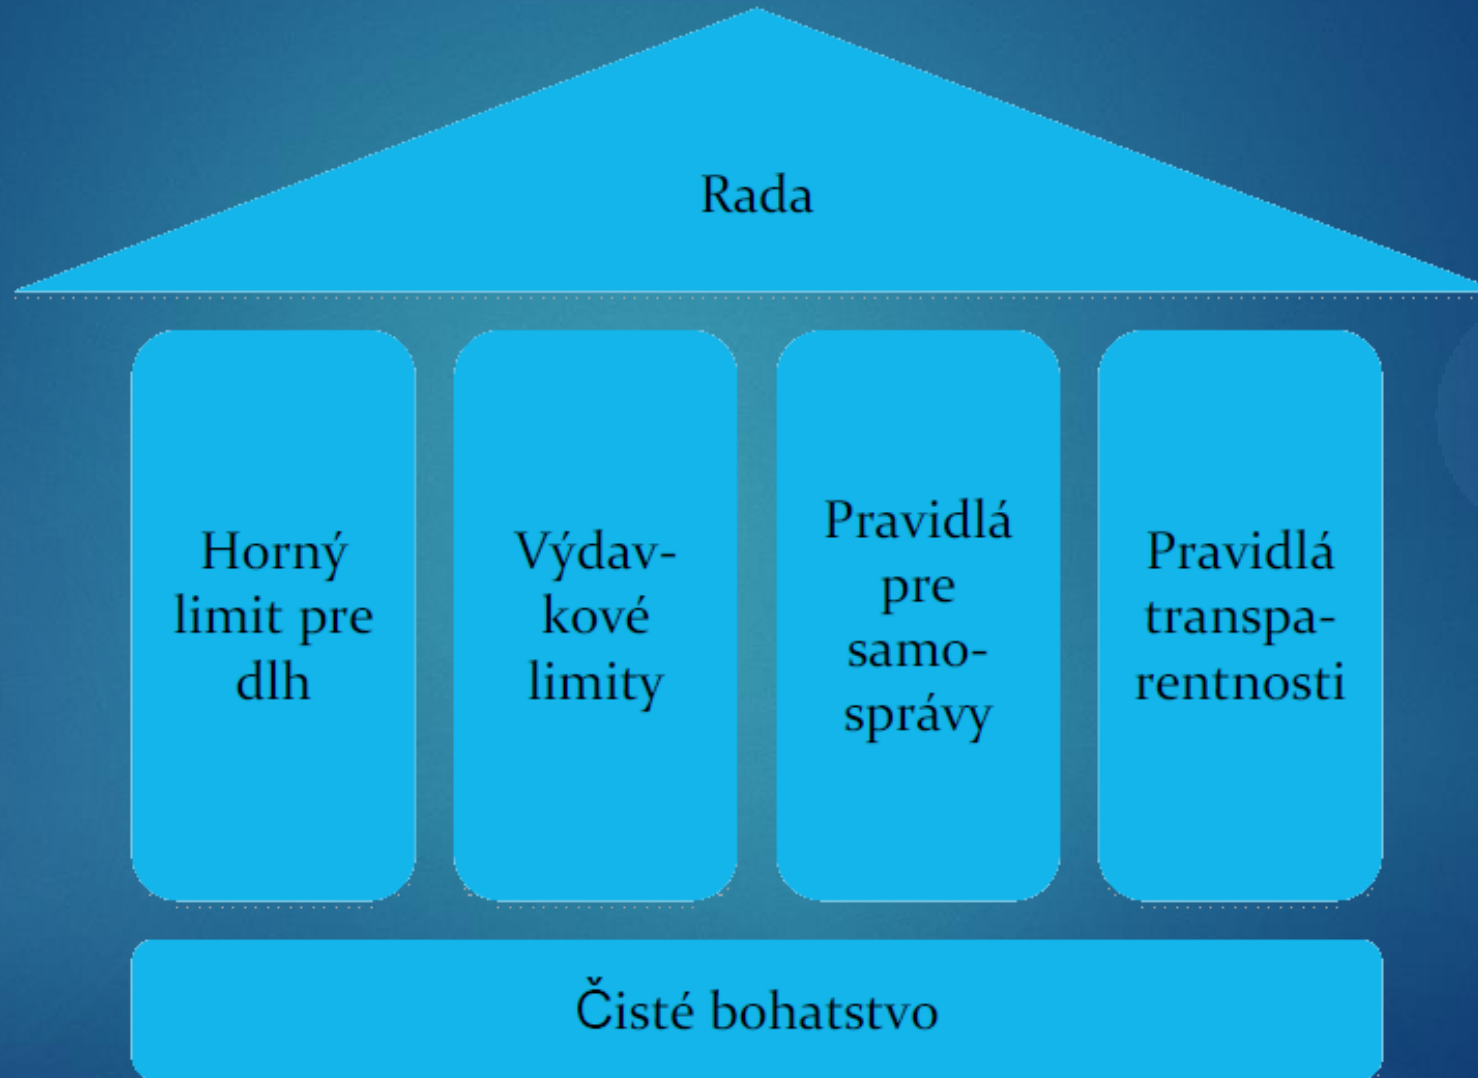 Rada
Horný
limit pre
dlh
Výdav-
kové
limity
Pravidlá
pre
samo-
správy
Pravidlá
transpa-
rentnosti
Čisté bohatstvo